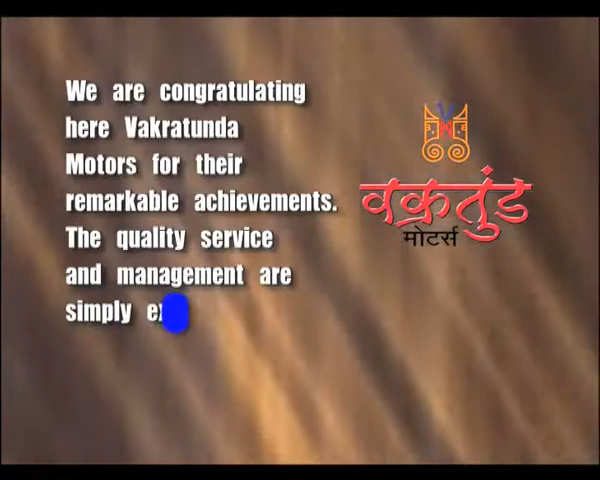 We are congratulating
here Vakratunda
Motors for their
remarkable achievements.
The quality service
and management are
simply
वक्रतुंड
मोटर्स